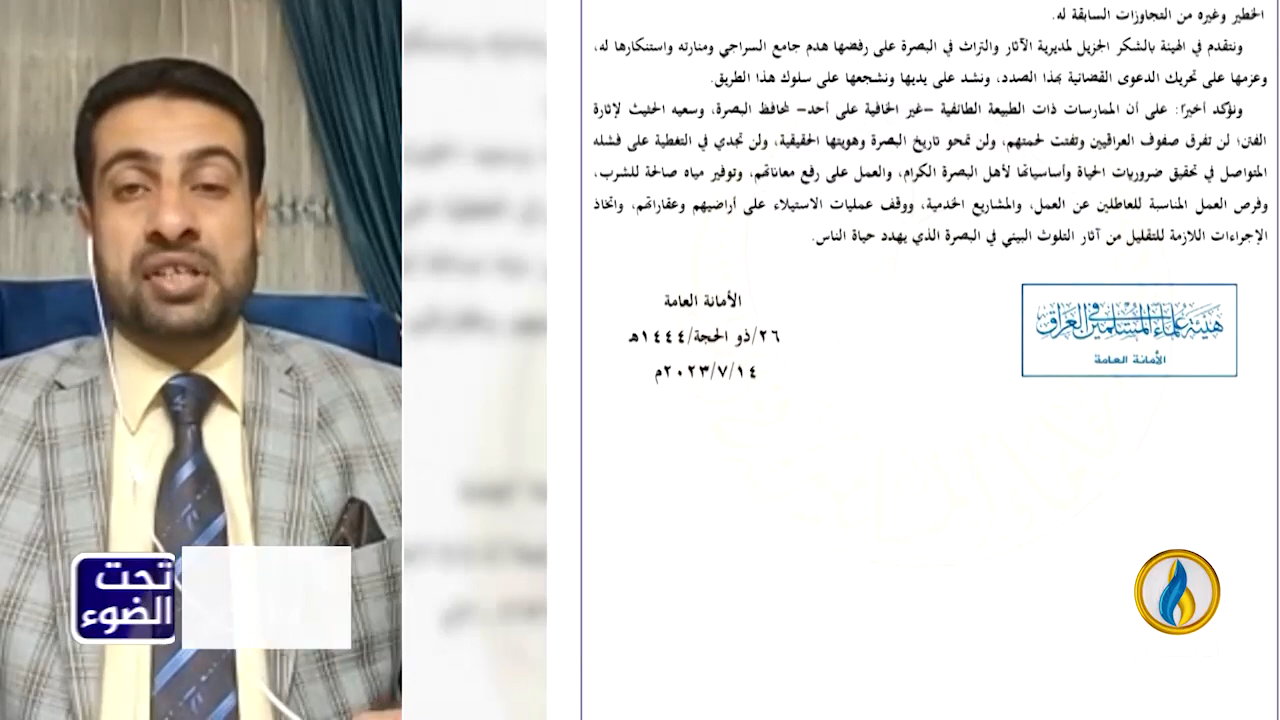 الخطير وغيره من التجاوزات السابقة له.
ونتقدم في الهيئة بالشكر الجزيل لمديرية الآثار والتراث في البصرة على رفضها هدم جامع السراجي ومنارته واستنكارها له،
وعزمها على تحريك الدعوى القضائية بهذا الصدد، ونشد على يديها ونشجعها على سلوك هذا الطريق.
ونؤكد أخيرًا: على أن الممارسات ذات الطبيعة الطائفية –غير الخافية على أحد– لمحافظ البصرة، وسعيه الحثيث لإثارة
الفتن؛ لن تفرق صفوف العراقيين وتفتت لحمتهم، ولن تمحو تاريخ البصرة وهويتها الحقيقية، ولن تجدي في التغطية على فشله
المتواصل في تحقيق ضروريات الحياة وأساسياتها لأهل البصرة الكرام، والعمل على رفع معاناتهم، وتوفير مياه صالحة للشرب،
وفرص العمل المناسبة للعاطلين عن العمل، والمشاريع الخدمية، ووقف عمليات الاستيلاء على أراضيهم وعقاراتهم، واتخاذ
الإجراءات اللازمة للتقليل من آثار التلوث البيئي في البصرة الذي يهدد حياة الناس.
هيئة علماء المسلمين في العراق
الأمانة العامة
الأمانة العامة
٢٦/ذو الحجة/١٤٤٤هـ
٢٠٢٣/٧/١٤م
تحت
الضوء